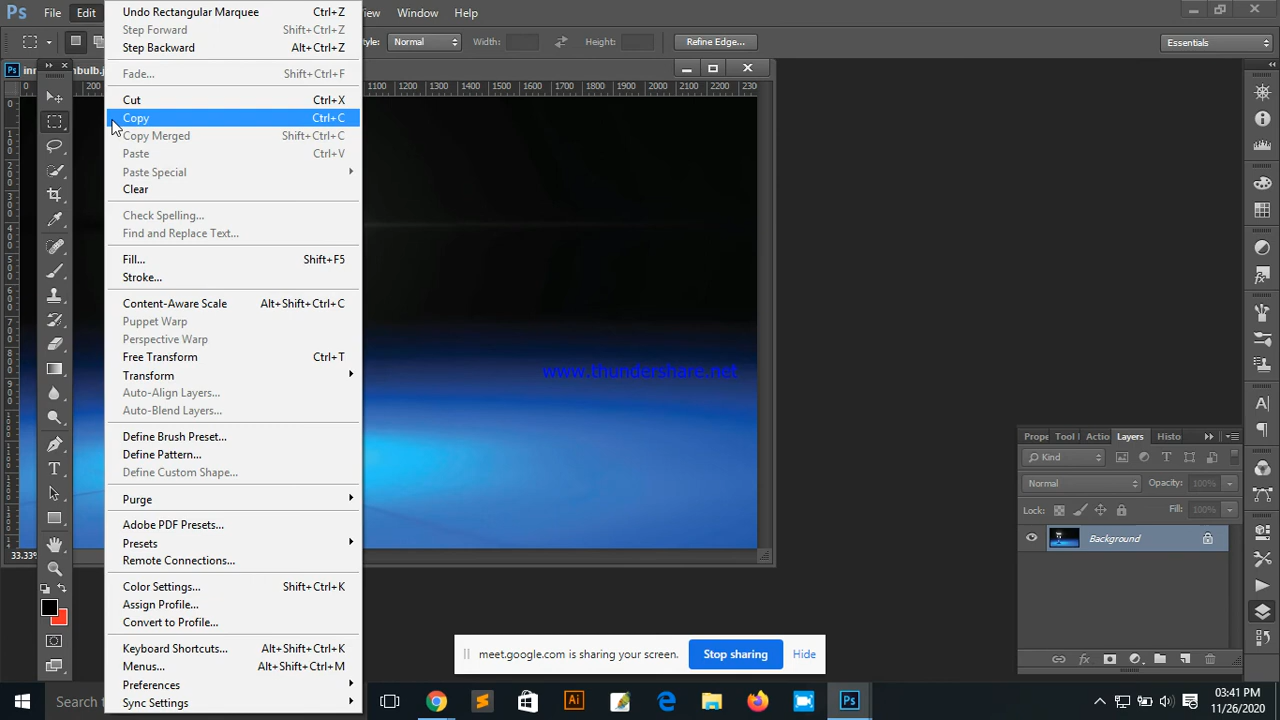 Ps File Edit View Window Help
Style: Normal Width: Height: Refine Edge... Essentials
Undo Rectangular Marquee Ctrl+Z
Step Forward Shift+Ctrl+Z
Step Backward Alt+Ctrl+Z
Fade... Shift+Ctrl+F
Cut Ctrl+X
Copy Ctrl+C
Copy Merged Shift+Ctrl+C
Paste Ctrl+V
Paste Special
Clear
Check Spelling...
Find and Replace Text...
Fill... Shift+F5
Stroke...
Content-Aware Scale Alt+Shift+Ctrl+C
Puppet Warp
Perspective Warp
Free Transform Ctrl+T
Transform
Auto-Align Layers...
Auto-Blend Layers...
Define Brush Preset...
Define Pattern...
Define Custom Shape...
Purge
Adobe PDF Presets...
Presets
Remote Connections...
Color Settings... Shift+Ctrl+K
Assign Profile...
Convert to Profile...
Keyboard Shortcuts... Alt+Shift+Ctrl+K
Menus... Alt+Shift+Ctrl+M
Preferences
Sync Settings
0 200 1100 1200 1300 1400 1500 1600 1700 1800 1900 2000 2100 2200 2300
www.thundershare.net
33.33%
Prope Tool Actio Layers Histo
Kind
Normal Opacity: 100%
Lock: Fill: 100%
Background
meet.google.com is sharing your screen. Stop sharing Hide
Search
03:41 PM
11/26/2020